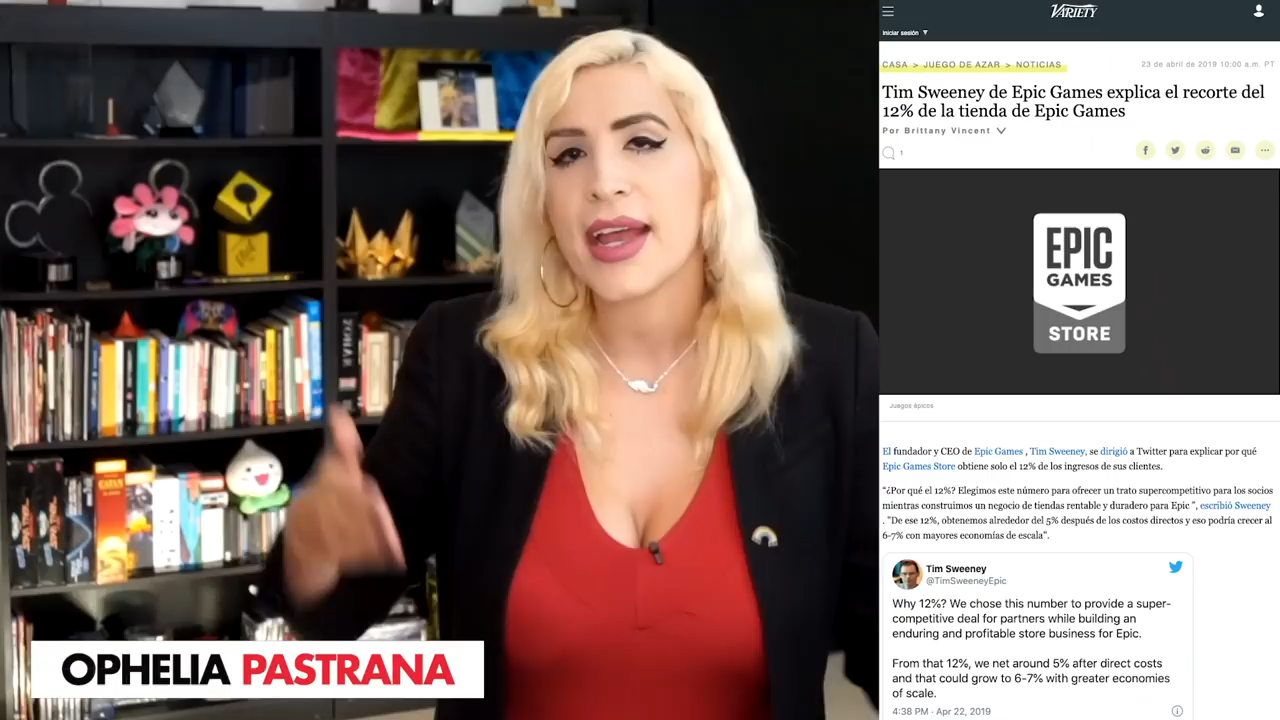 VARIETY
Iniciar sesión
CASA > JUEGO DE AZAR > NOTICIAS
23 de abril de 2019 10:00 a.m. PT
Tim Sweeney de Epic Games explica el recorte del
12% de la tienda de Epic Games
Por Brittany Vincent
1
EPIC
GAMES
STORE
Juegos épicos
El fundador y CEO de Epic Games , Tim Sweeney, se dirigió a Twitter para explicar por qué
Epic Games Store obtiene solo el 12% de los ingresos de sus clientes.
"¿Por qué el 12%? Elegimos este número para ofrecer un trato supercompetitivo para los socios
mientras construimos un negocio de tiendas rentable y duradero para Epic ", escribió Sweeney
. "De ese 12%, obtenemos alrededor del 5% después de los costos directos y eso podría crecer al
6-7% con mayores economías de escala".
Tim Sweeney
@TimSweeneyEpic
Why 12%? We chose this number to provide a super-
competitive deal for partners while building an
enduring and profitable store business for Epic.
From that 12%, we net around 5% after direct costs
and that could grow to 6-7% with greater economies
of scale.
4:38 PM - Apr 22, 2019
CATAN
OPHELIA PASTRANA